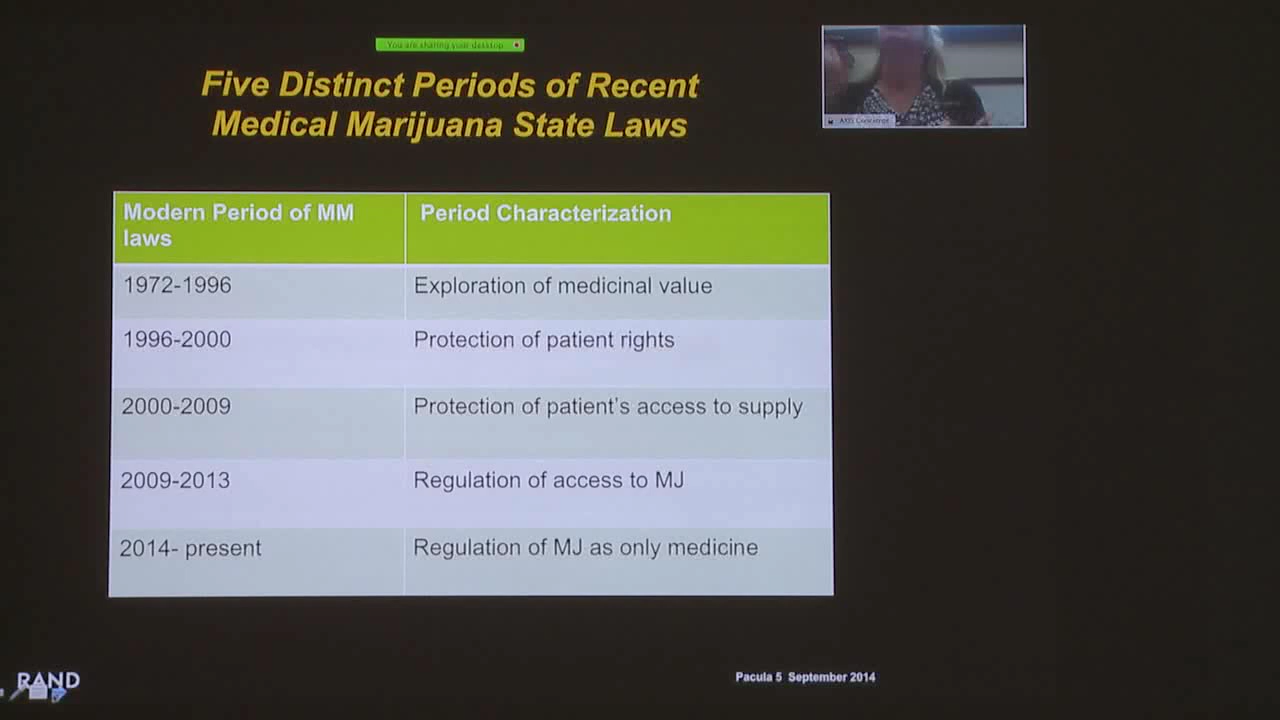 You are sharing your desktop
Five Distinct Periods of Recent
Medical Marijuana State Laws
AXIS Concierge
Modern Period of MM
laws
Period Characterization
1972-1996
Exploration of medicinal value
1996-2000
Protection of patient rights
2000-2009
Protection of patient's access to supply
2009-2013
Regulation of access to MJ
2014- present
Regulation of MJ as only medicine
RAND
Pacula 5 September 2014